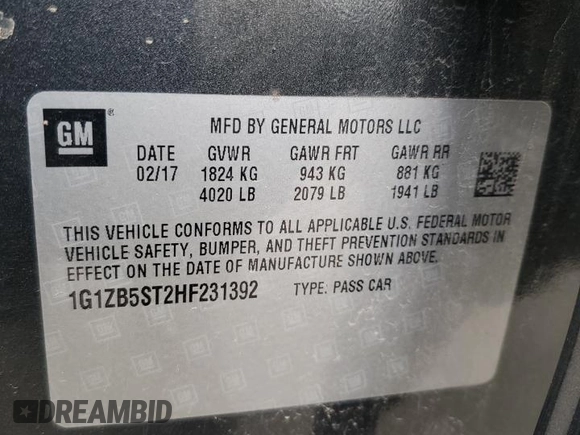 GM
®
MFD BY GENERAL MOTORS LLC
DATE GVWR GAWR FRT GAWR RR
02/17 1824 KG 943 KG 881 KG
4020 LB 2079 LB 1941 LB
THIS VEHICLE CONFORMS TO ALL APPLICABLE U.S. FEDERAL MOTOR
VEHICLE SAFETY, BUMPER, AND THEFT PREVENTION STANDARDS IN
EFFECT ON THE DATE OF MANUFACTURE SHOWN ABOVE.
1G1ZB5ST2HF231392 TYPE: PASS CAR
DREAMBID